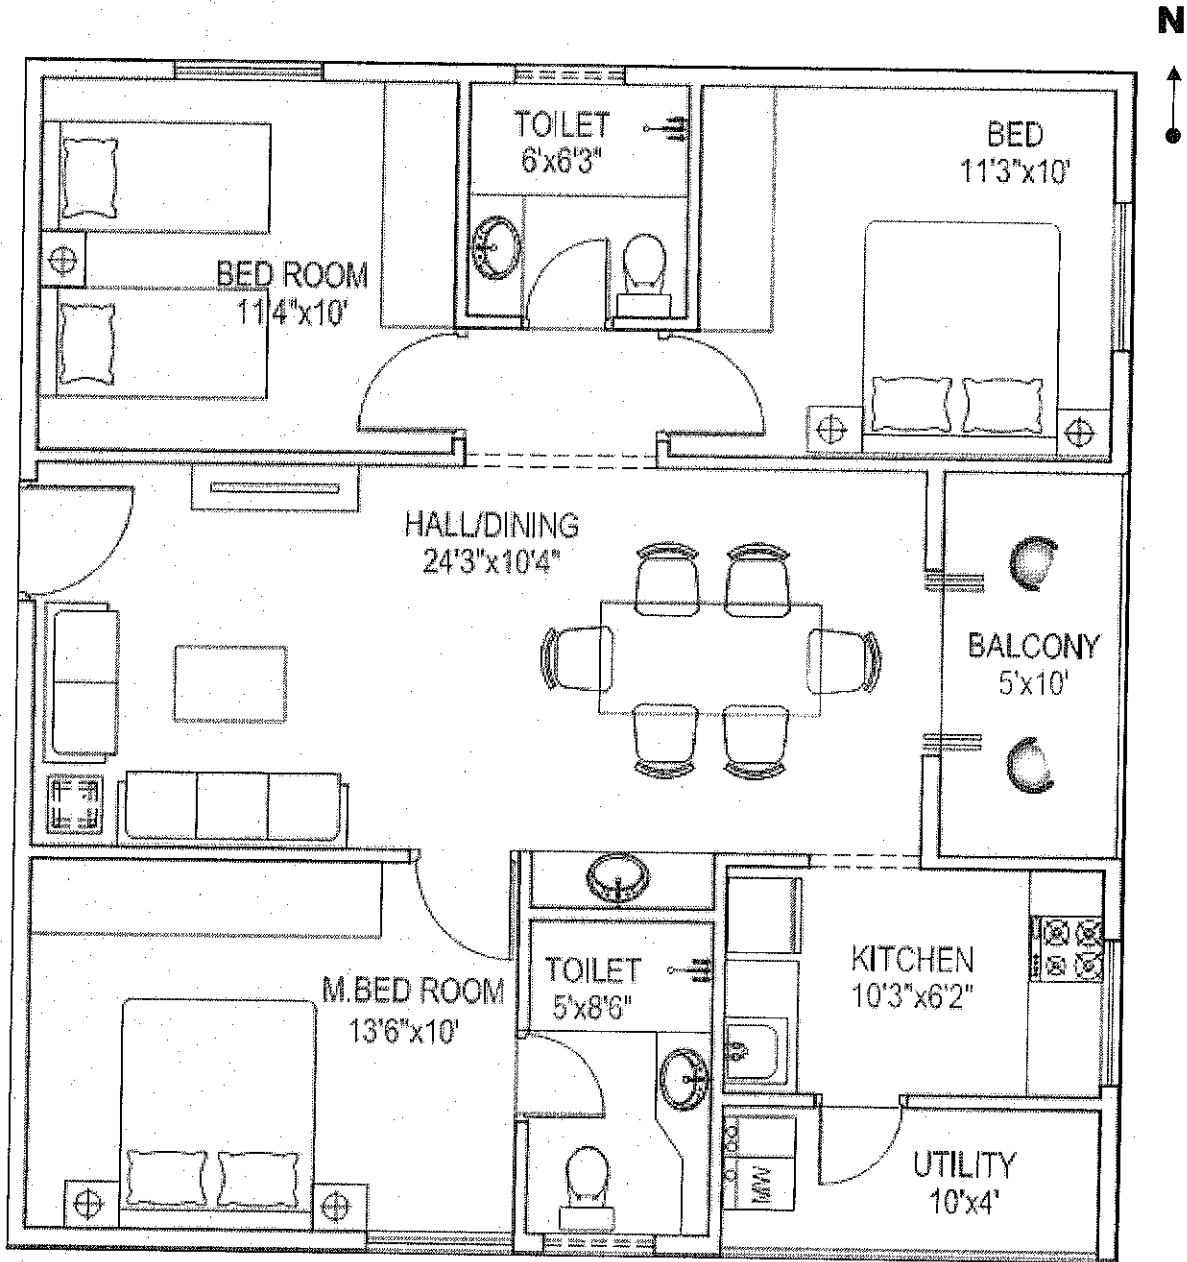 N
TOILET
6'x6'3"
BED
11'3"x10'
BED ROOM
11'4"x10'
HALL/DINING
24'3"x10'4"
BALCONY
5'x10'
KITCHEN
10'3"x6'2"
TOILET
5'x8'6"
M.BED ROOM
13'6"x10'
UTILITY
10'x4'
MW